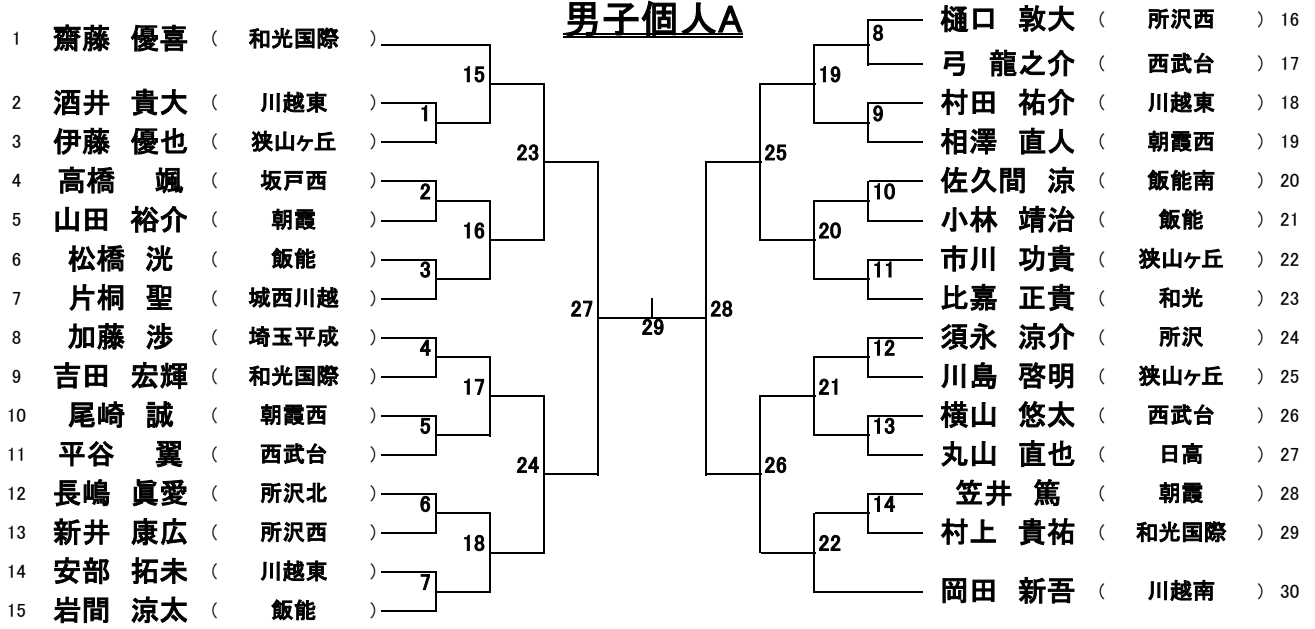 男子個人A
1 齋藤 優喜 ( 和光国際 )
2 酒井 貴大 ( 川越東 )
3 伊藤 優也 ( 狭山ヶ丘 )
4 高橋 颯 ( 坂戸西 )
5 山田 裕介 ( 朝霞 )
6 松橋 洸 ( 飯能 )
7 片桐 聖 ( 城西川越 )
8 加藤 渉 ( 埼玉平成 )
9 吉田 宏輝 ( 和光国際 )
10 尾崎 誠 ( 朝霞西 )
11 平谷 翼 ( 西武台 )
12 長嶋 眞愛 ( 所沢北 )
13 新井 康広 ( 所沢西 )
14 安部 拓未 ( 川越東 )
15 岩間 涼太 ( 飯能 )
1
2
3
4
5
6
7
15
16
17
18
23
24
27
29
28
25
26
19
20
21
22
8
9
10
11
12
13
14
樋口 敦大 ( 所沢西 ) 16
弓 龍之介 ( 西武台 ) 17
村田 祐介 ( 川越東 ) 18
相澤 直人 ( 朝霞西 ) 19
佐久間 涼 ( 飯能南 ) 20
小林 靖治 ( 飯能 ) 21
市川 功貴 ( 狭山ヶ丘 ) 22
比嘉 正貴 ( 和光 ) 23
須永 涼介 ( 所沢 ) 24
川島 啓明 ( 狭山ヶ丘 ) 25
横山 悠太 ( 西武台 ) 26
丸山 直也 ( 日高 ) 27
笠井 篤 ( 朝霞 ) 28
村上 貴祐 ( 和光国際 ) 29
岡田 新吾 ( 川越南 ) 30